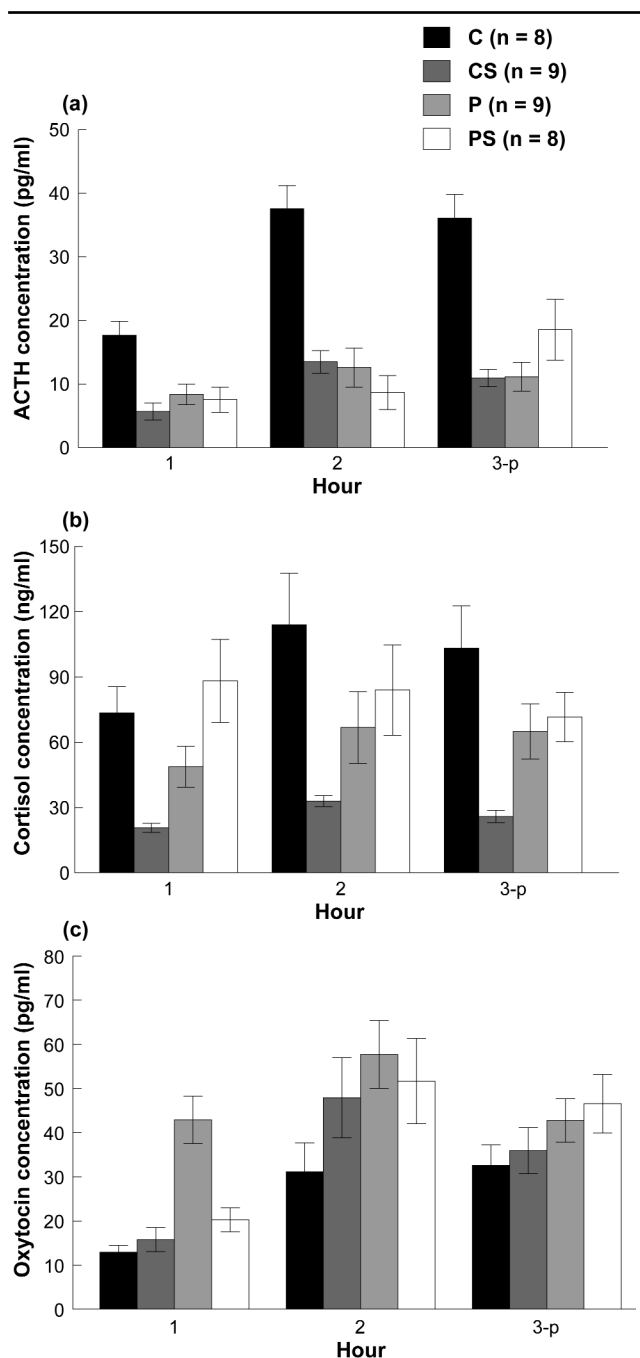 C (n = 8)
CS (n = 9)
P (n = 9)
PS (n = 8)
(a)
50
40
30
20
10
0
ACTH concentration (pg/ml)
1 2 3-p
Hour
(b)
150
120
90
60
30
0
Cortisol concentration (ng/ml)
1 2 3-p
Hour
(c)
80
70
60
50
40
30
20
10
0
Oxytocin concentration (pg/ml)
1 2 3-p
Hour